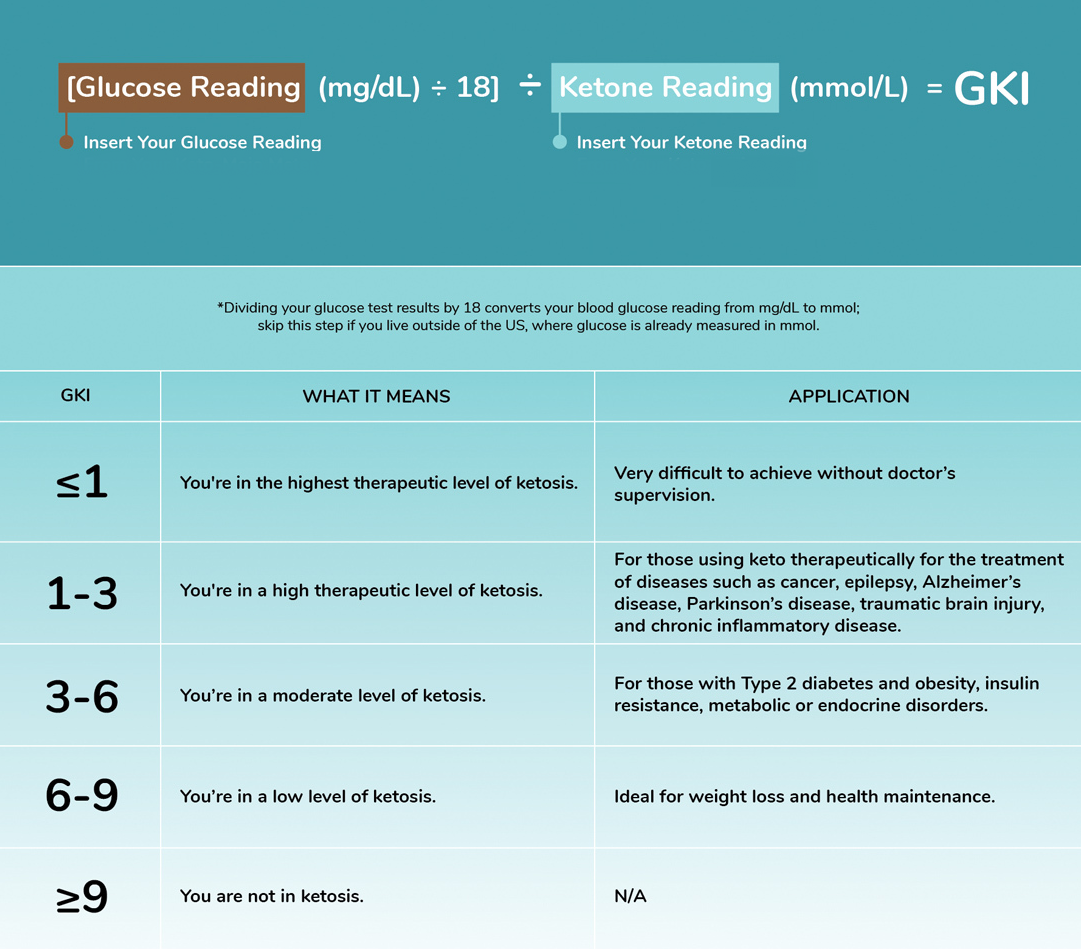 [Glucose Reading (mg/dL) ÷ 18] ÷ Ketone Reading (mmol/L) = GKI
Insert Your Glucose Reading
Insert Your Ketone Reading
*Dividing your glucose test results by 18 converts your blood glucose reading from mg/dL to mmol;
skip this step if you live outside of the US, where glucose is already measured in mmol.
GKI
WHAT IT MEANS
APPLICATION
≤1
You're in the highest therapeutic level of ketosis.
Very difficult to achieve without doctor’s
supervision.
1-3
You're in a high therapeutic level of ketosis.
For those using keto therapeutically for the treatment
of diseases such as cancer, epilepsy, Alzheimer’s
disease, Parkinson’s disease, traumatic brain injury,
and chronic inflammatory disease.
3-6
You’re in a moderate level of ketosis.
For those with Type 2 diabetes and obesity, insulin
resistance, metabolic or endocrine disorders.
6-9
You’re in a low level of ketosis.
Ideal for weight loss and health maintenance.
≥9
You are not in ketosis.
N/A